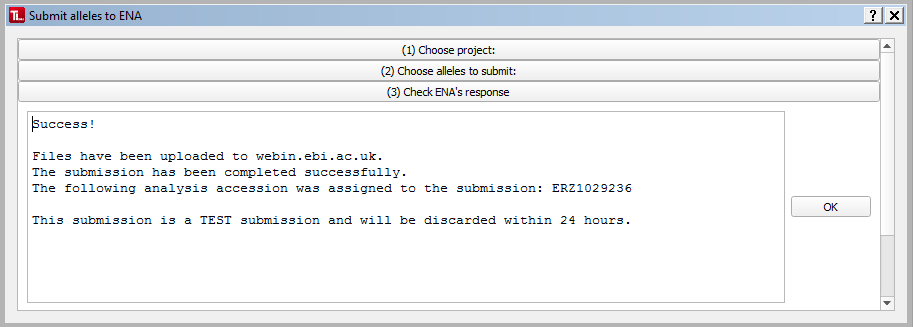 TL... Submit alleles to ENA
(1) Choose project:
(2) Choose alleles to submit:
(3) Check ENA's response
Success!
Files have been uploaded to webin.ebi.ac.uk.
The submission has been completed successfully.
The following analysis accession was assigned to the submission: ERZ1029236
This submission is a TEST submission and will be discarded within 24 hours.
OK